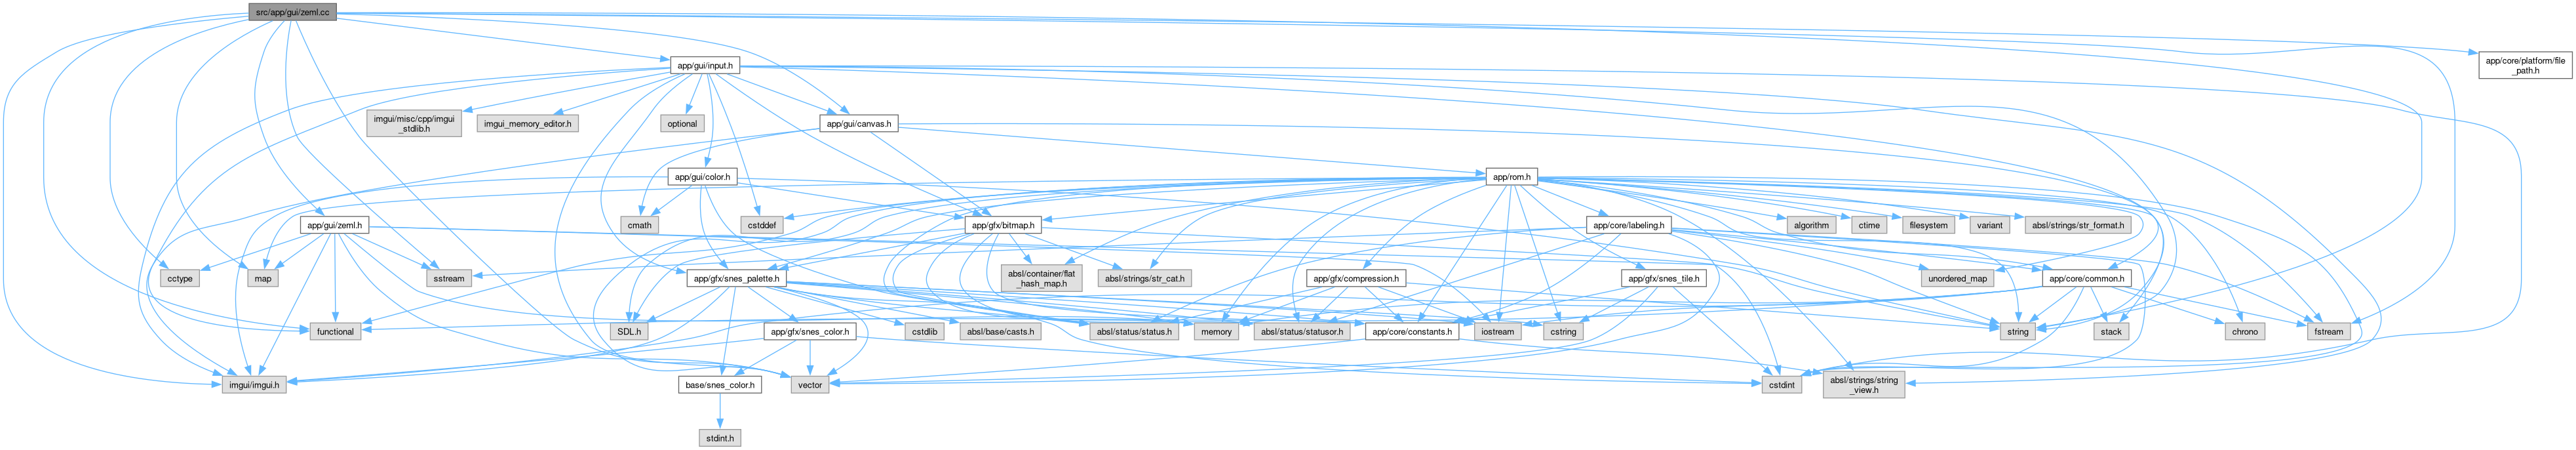 src/app/gui/zeml.cc
app/gui/input.h
app/core/platform/file
_path.h
imgui/misc/cpp/imgui
_stdlib.h
imgui_memory_editor.h
optional
app/gui/canvas.h
app/gui/color.h
app/rom.h
app/gui/zeml.h
cmath
cstddef
app/gfx/bitmap.h
app/core/labeling.h
algorithm
ctime
filesystem
variant
absl/strings/str_format.h
cctype
map
sstream
app/gfx/snes_palette.h
absl/container/flat
_hash_map.h
absl/strings/str_cat.h
app/gfx/compression.h
app/gfx/snes_tile.h
unordered_map
app/core/common.h
functional
SDL.h
app/gfx/snes_color.h
cstdlib
absl/base/casts.h
absl/status/status.h
memory
absl/status/statusor.h
app/core/constants.h
iostream
cstring
string
stack
chrono
fstream
imgui/imgui.h
base/snes_color.h
vector
cstdint
absl/strings/string
_view.h
stdint.h